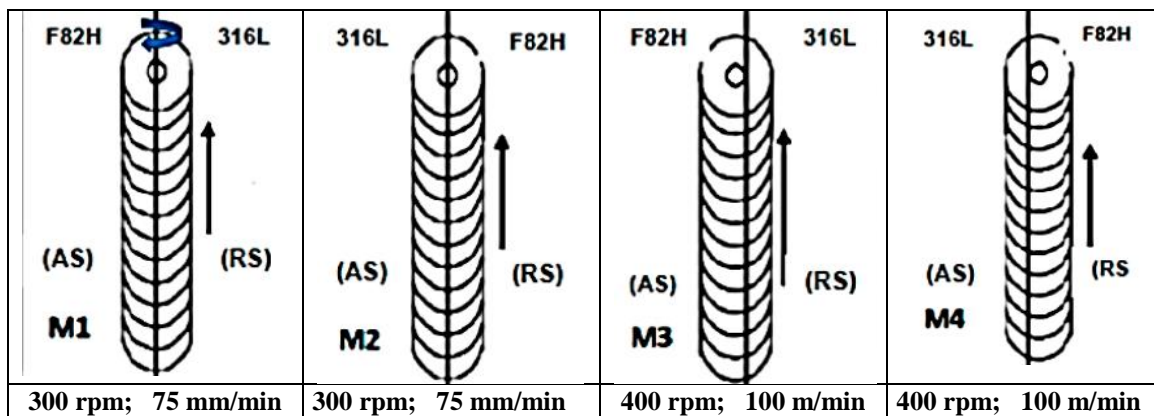 F82H 316L
(AS) (RS)
M1
300 rpm; 75 mm/min
316L F82H
(AS) (RS)
M2
300 rpm; 75 mm/min
F82H 316L
(AS) (RS)
M3
400 rpm; 100 m/min
316L F82H
(AS) (RS
M4
400 rpm; 100 m/min